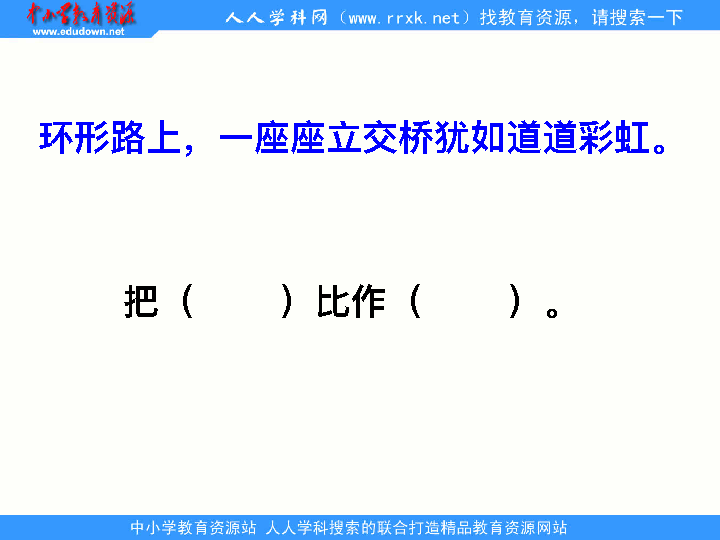 中小学教育资源
www.edudown.net
人人学科网（www.rrxk.net）找教育资源，请搜索一下
环形路上，一座座立交桥犹如道道彩虹。
把（　　）比作（　　）。
中小学教育资源站 人人学科搜索的联合打造精品教育资源网站